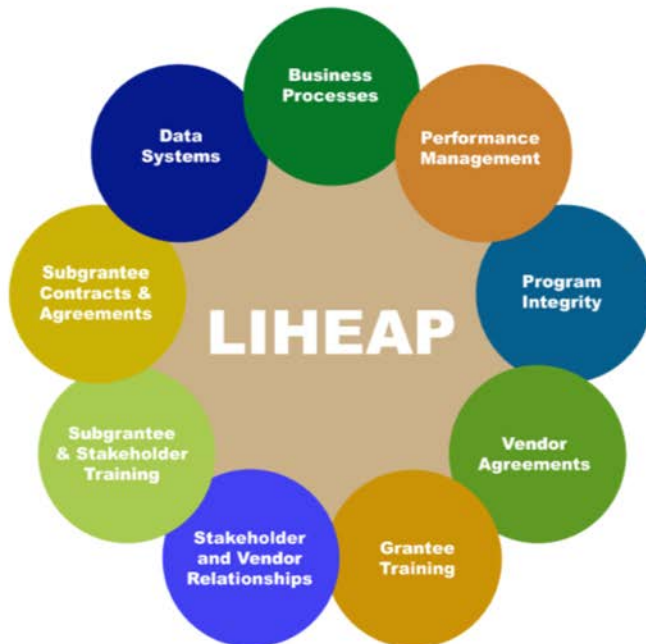 Business
Processes
Performance
Management
Program
Integrity
Vendor
Agreements
Grantee
Training
Stakeholder
and Vendor
Relationships
Subgrantee
& Stakeholder
Training
Subgrantee
Contracts &
Agreements
Data
Systems
LIHEAP